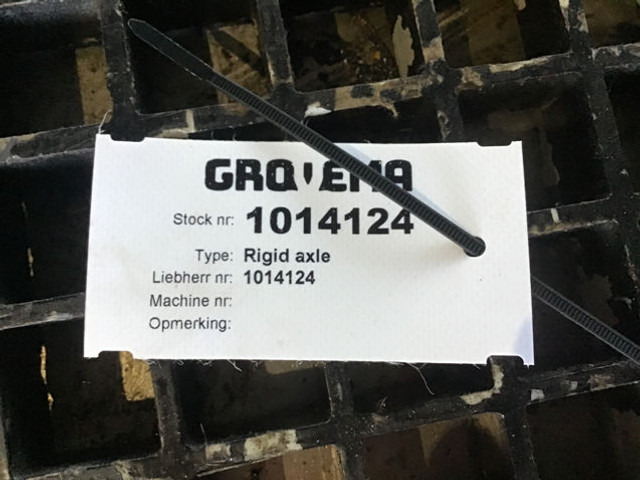 GROVEMA
Stock nr: 1014124
Type: Rigid axle
Liebherr nr: 1014124
Machine nr:
Opmerking: